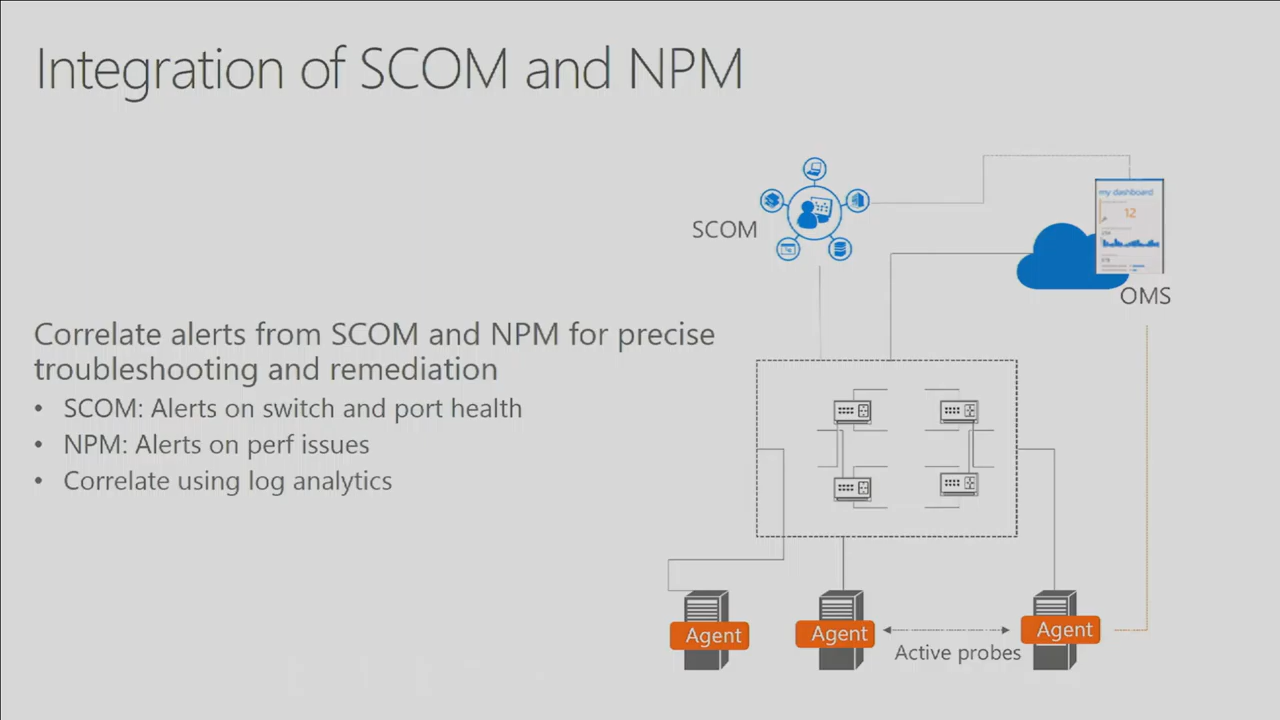 Integration of SCOM and NPM
SCOM
my dashboard
12
OMS
Correlate alerts from SCOM and NPM for precise
troubleshooting and remediation
• SCOM: Alerts on switch and port health
• NPM: Alerts on perf issues
• Correlate using log analytics
Agent
Agent
Agent
Active probes